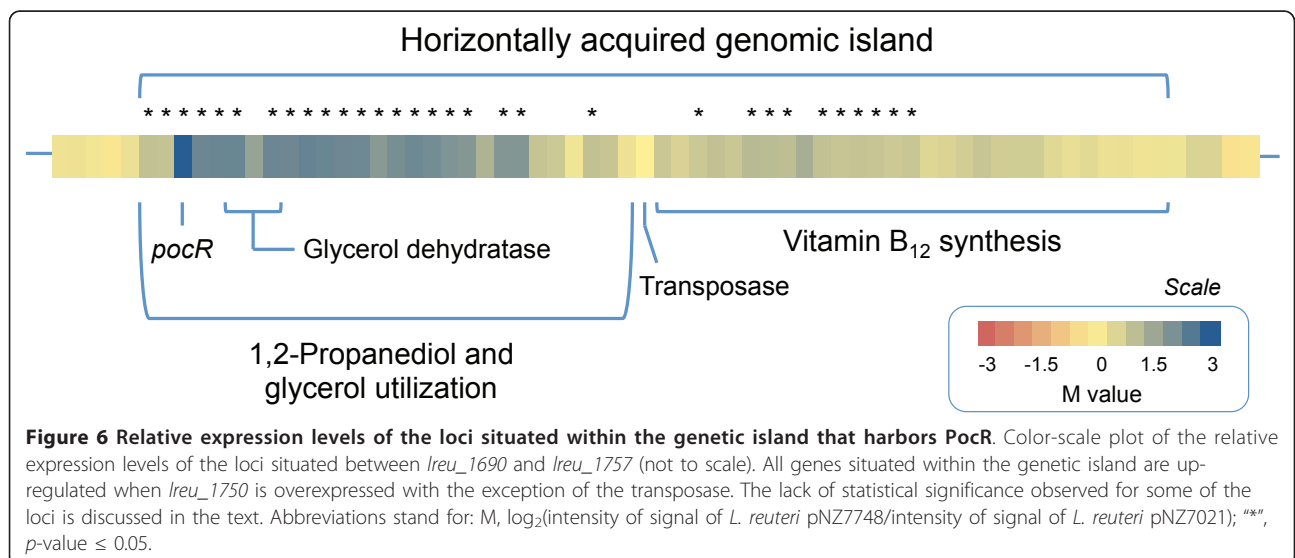 Horizontally acquired genomic island
* * * * * * * * * * * * * * * * * * * * * * * * * * * * * * *
pocR
Glycerol dehydratase
Transposase
Vitamin B₁₂ synthesis
1,2-Propanediol and
glycerol utilization
Scale
-3 -1.5 0 1.5 3
M value
Figure 6 Relative expression levels of the loci situated within the genetic island that harbors PocR. Color-scale plot of the relative
expression levels of the loci situated between lreu_1690 and lreu_1757 (not to scale). All genes situated within the genetic island are up-
regulated when lreu_1750 is overexpressed with the exception of the transposase. The lack of statistical significance observed for some of the
loci is discussed in the text. Abbreviations stand for: M, log₂(intensity of signal of L. reuteri pNZ7748/intensity of signal of L. reuteri pNZ7021); "*",
p-value ≤ 0.05.